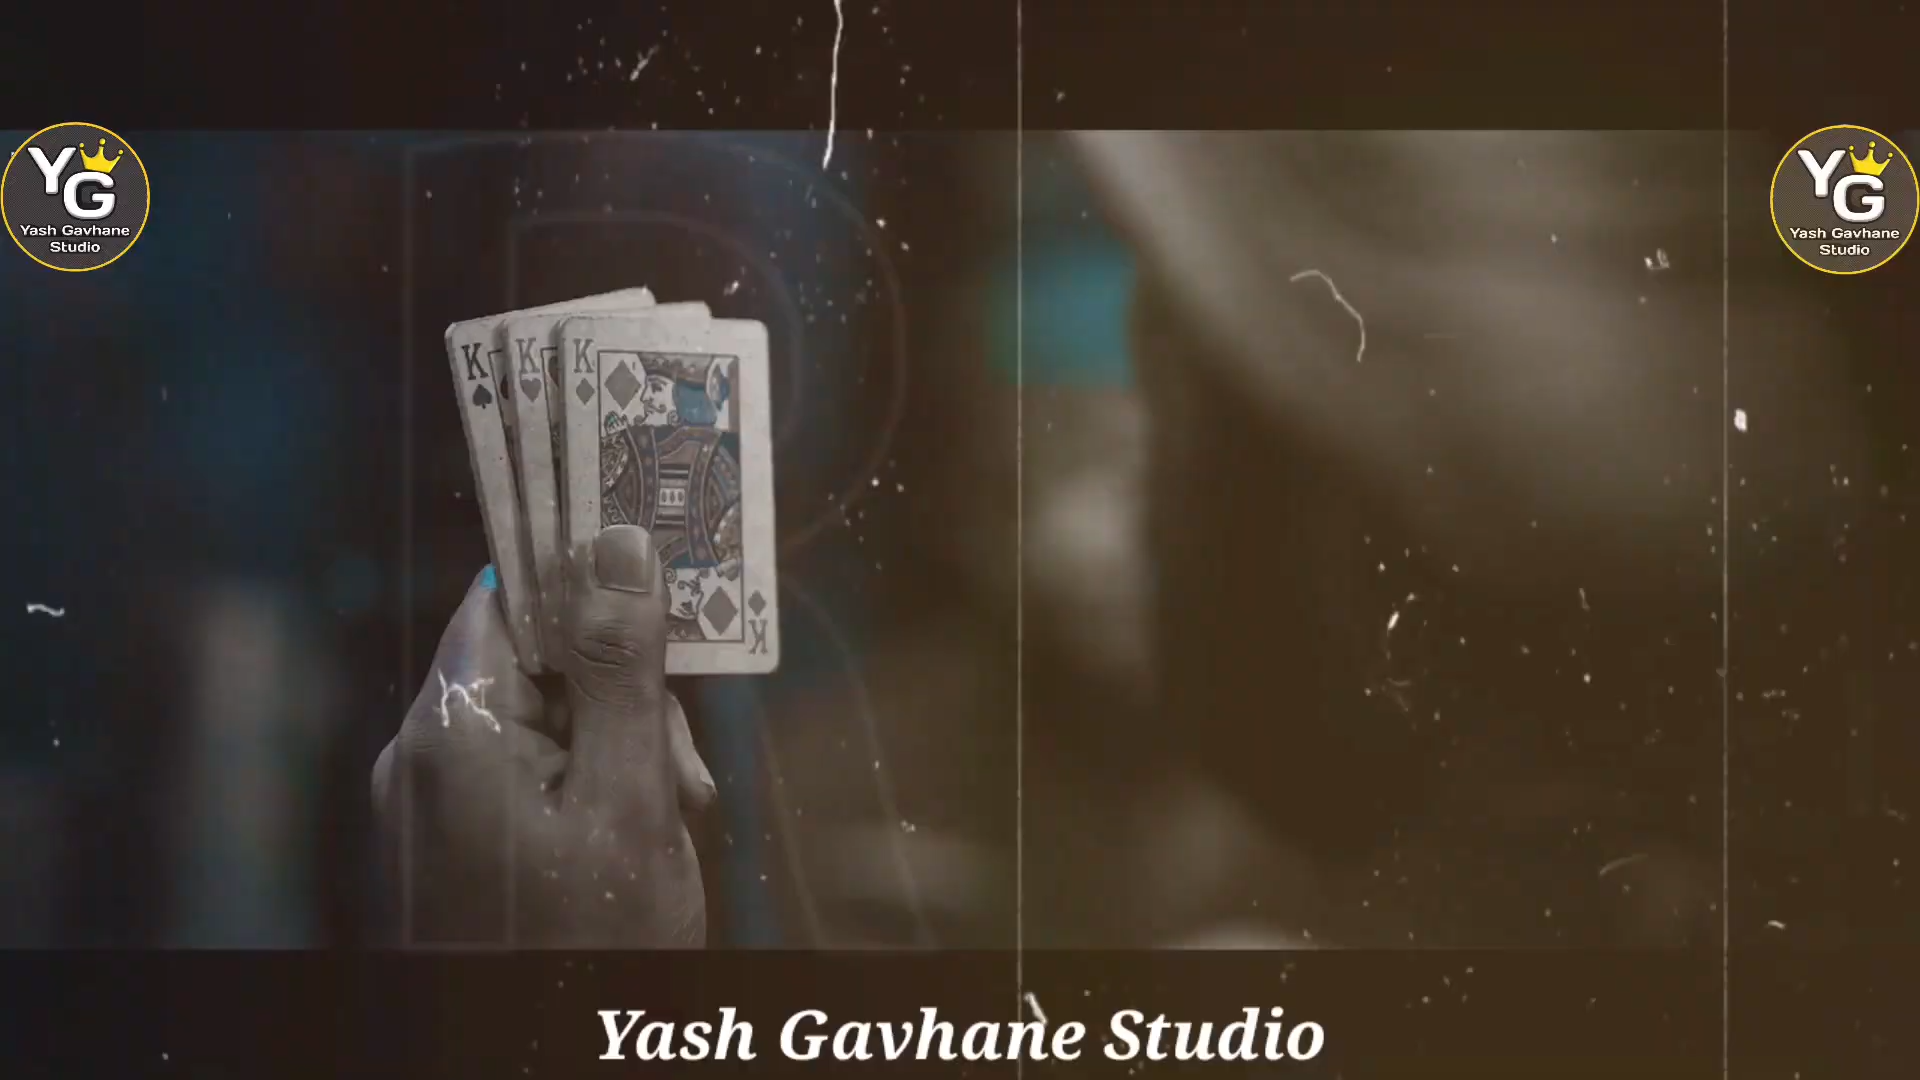 YG
Yash Gavhane
Studio
YG
Yash Gavhane
Studio
K
K
K
K
R
Yash Gavhane Studio